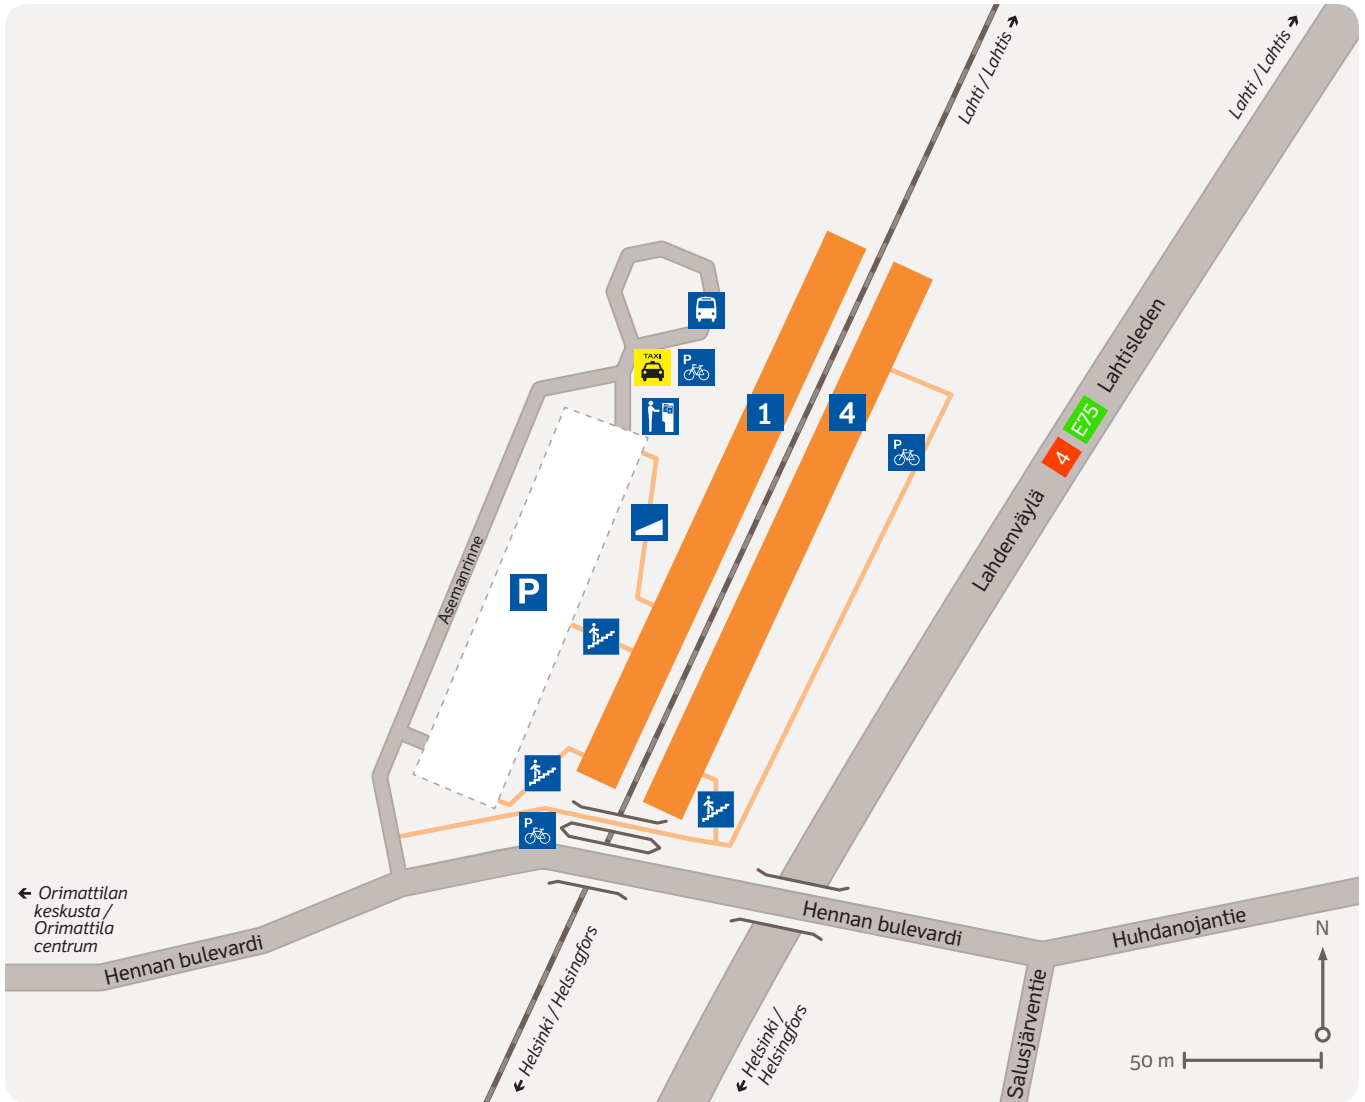 Lahti / Lahtis
Lahti / Lahtis
Lahtisleden
E75
4
Lahdenväylä
TAXI
P
1
4
P
Asemanrinne
P
P
Orimattilan
keskusta /
Orimattila
centrum
Hennan bulevardi
Hennan bulevardi
Huhdanojantie
N
Salusjärventie
Helsinki / Helsingfors
Helsinki /
Helsingfors
50 m